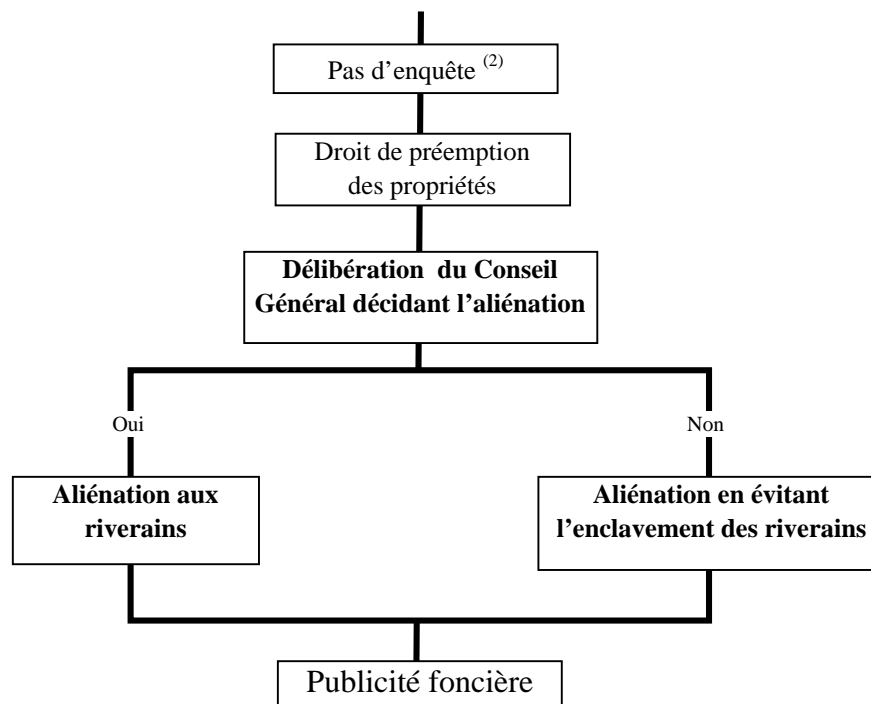 Pas d’enquête (2)
Droit de préemption
des propriétés
Délibération du Conseil
Général décidant l’aliénation
Oui
Non
Aliénation aux
riverains
Aliénation en évitant
l’enclavement des riverains
Publicité foncière